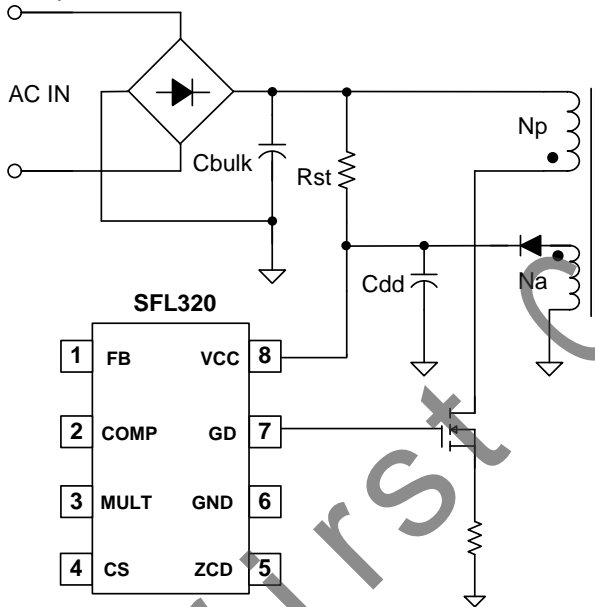 AC IN
Cbulk
Rst
Np
Cdd
Na
SFL320
1 FB VCC 8
2 COMP GD 7
3 MULT GND 6
4 CS ZCD 5
irst C